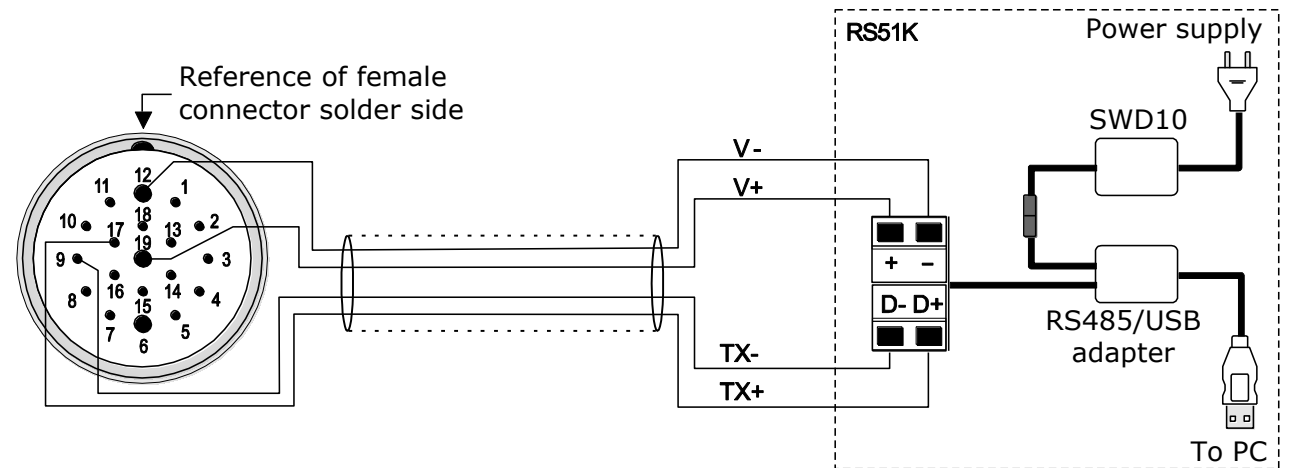 RS51K
Power supply
Reference of female
connector solder side
SWD10
V-
V+
12
11
1
18
10
17
13
2
19
9
3
16
14
8
15
4
7
6
5
+ -
D- D+
RS485/USB
adapter
TX-
TX+
To PC